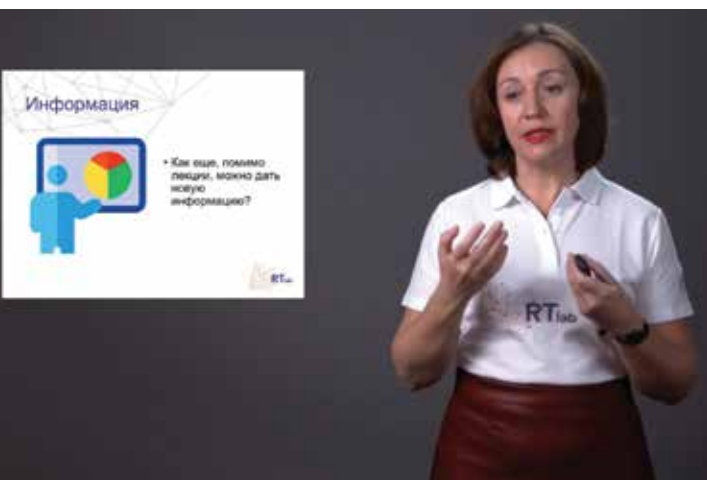 Информация
• Как еще, помимо
лекции, можно дать
новую
информацию?
RTlab
RTlab